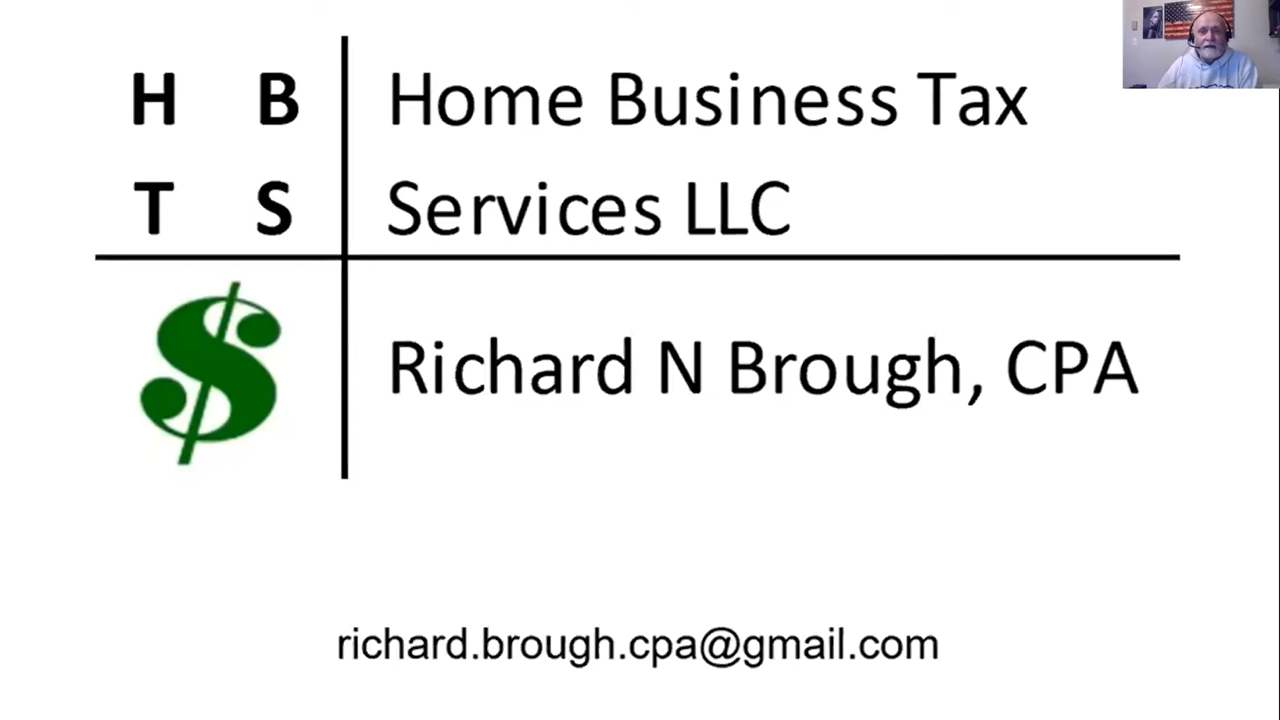 H B
T S
Home Business Tax
Services LLC
$
Richard N Brough, CPA
richard.brough.cpa@gmail.com